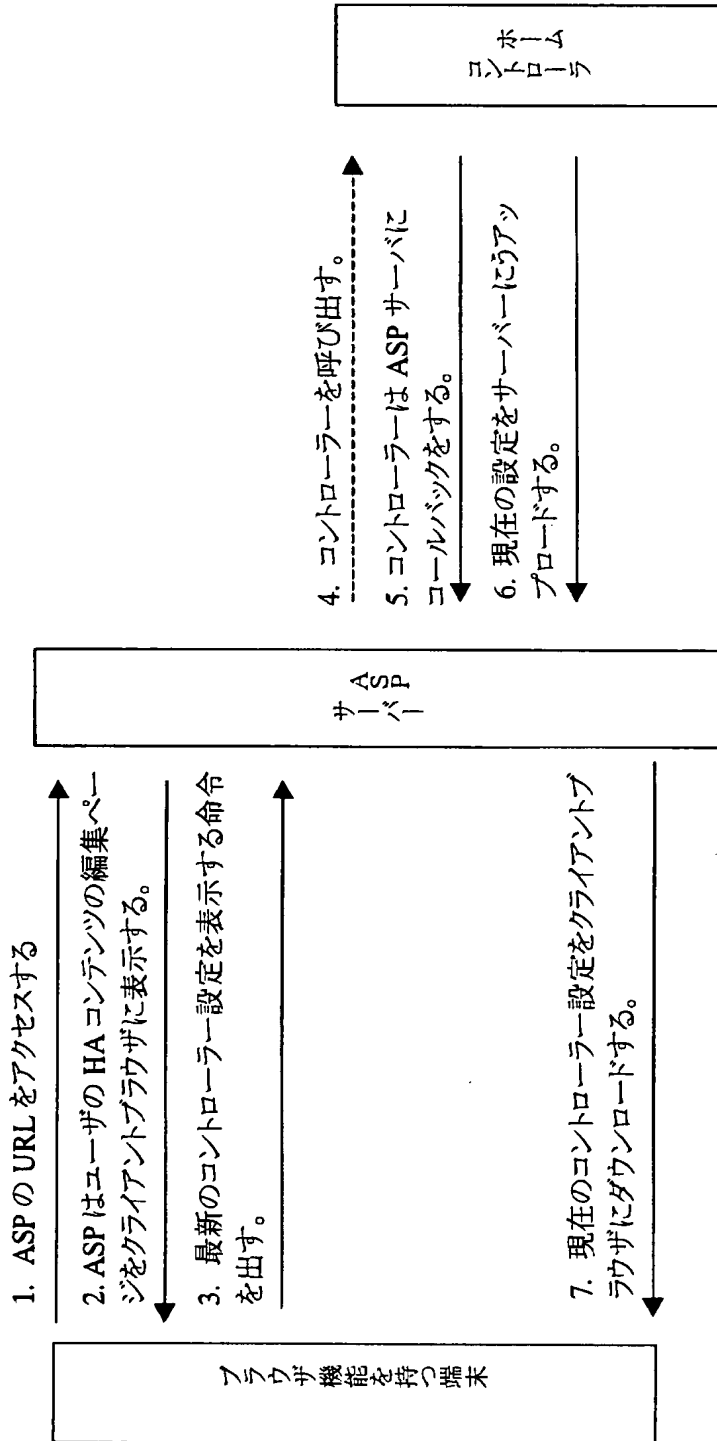 1. ASP の URL をアクセスする
2. ASP はユーザの HA コンテンツの編集ペー
ジをクライアントブラウザに表示する。
3. 最新のコントローラー設定を表示する命令
を出す。
4. コントローラーを呼び出す。
5. コントローラーは ASP サーバに
コールバックをする。
6. 現在の設定をサーバーにうアッ
プロードする。
7. 現在のコントローラー設定をクライアントブ
ラウザにダウンロードする。
ブラウザ機能を持つ端末
ASP
サーバー
ホーム
コントローラ